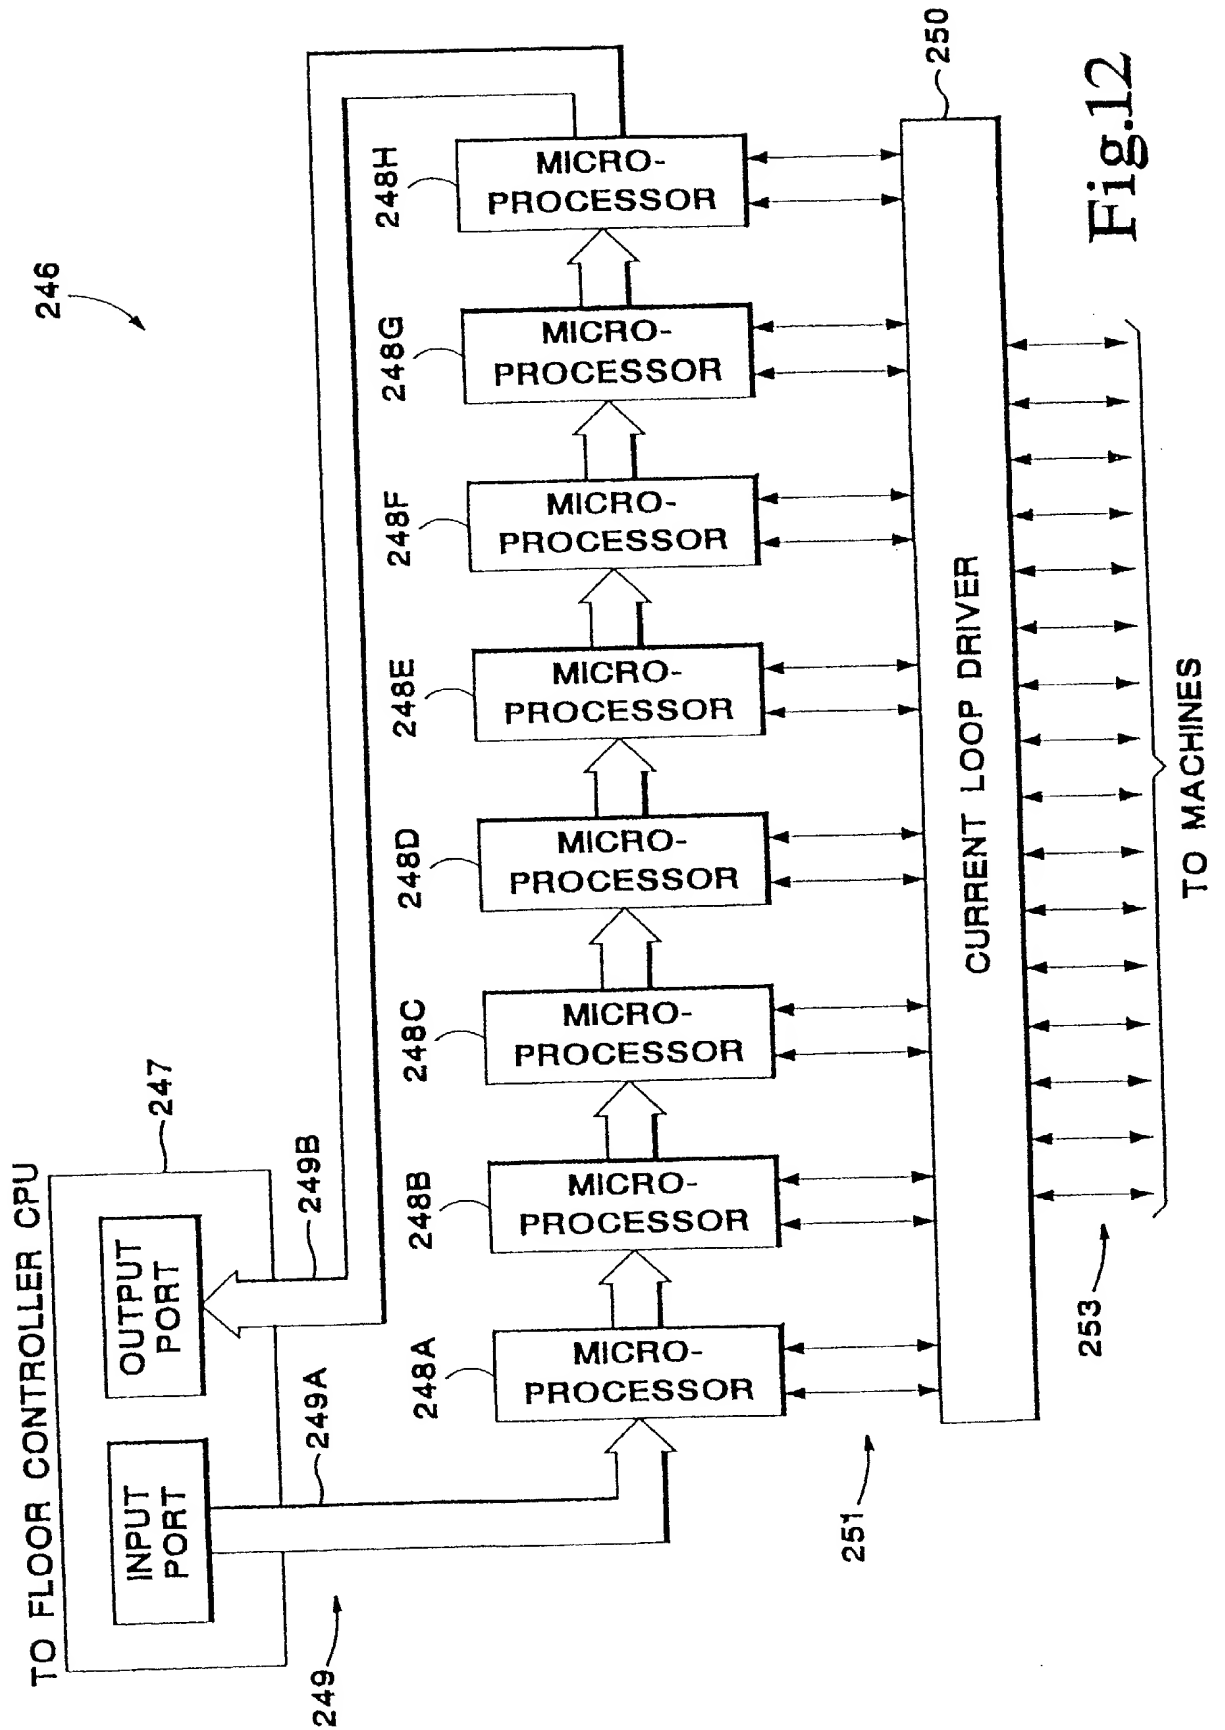 TO FLOOR CONTROLLER CPU
247
INPUT
PORT
OUTPUT
PORT
246
249
249A
249B
248A
248B
248C
248D
248E
248F
248G
248H
MICRO-
PROCESSOR
MICRO-
PROCESSOR
MICRO-
PROCESSOR
MICRO-
PROCESSOR
MICRO-
PROCESSOR
MICRO-
PROCESSOR
MICRO-
PROCESSOR
MICRO-
PROCESSOR
251
CURRENT LOOP DRIVER
250
253
TO MACHINES
Fig.12